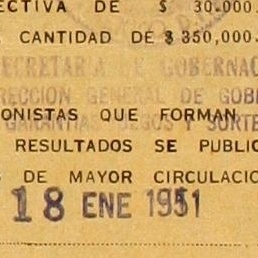 ECTIVA DE $ 30.000.
CANTIDAD DE $ 350,000.
SECRETARIA DE GOBERNAC
RECCION GENERAL DE GOB
ONISTAS QUE FORMAN
GARANTIAS JUEGOS Y SORTE
RESULTADOS SE PUBLIC
DE MAYOR CIRCULACIO
18 ENE 1951